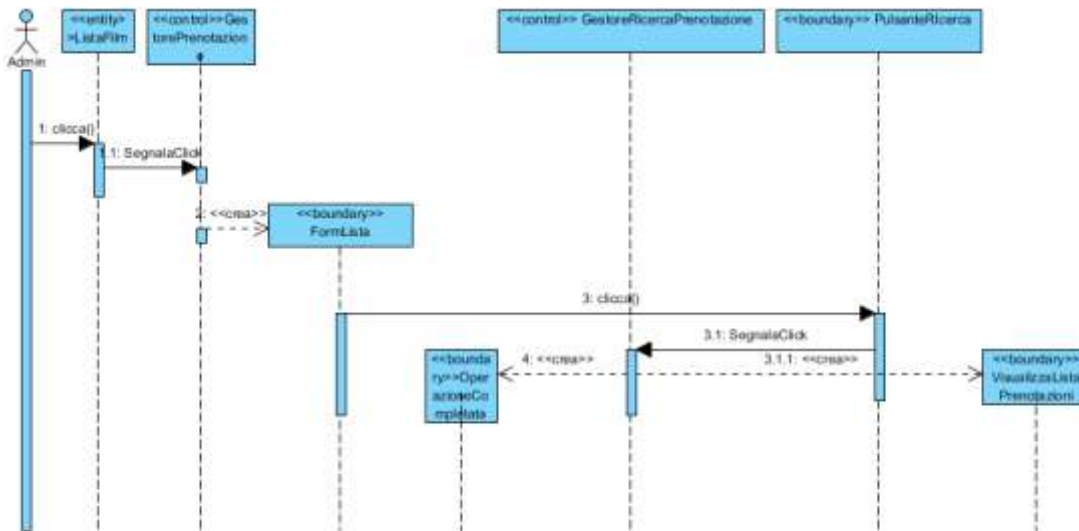 <<entity>
>ListaFilm
<<control>>Ges
torePrenotazion
e
<<control>> GestoreRicercaPrenotazione
<<boundary>> PulsanteRIcerca
Admin
1: clicca()
1.1: SegnalaClick
2: <<crea>>
<<boundary>>
FormLista
3: clicca()
3.1: SegnalaClick
<<bounda
ry>>Oper
azioneCo
mpletata
4: <<crea>>
3.1.1: <<crea>>
<<boundary>>
VisualizzaLista
Prenotazioni